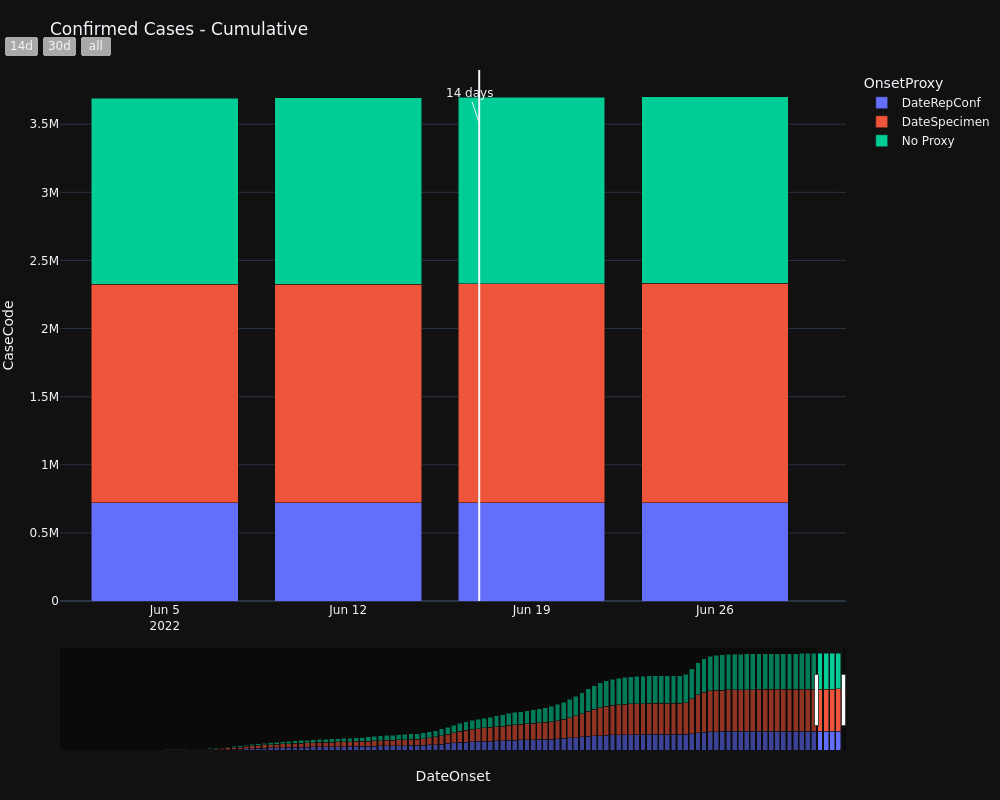 Confirmed Cases - Cumulative
14d 30d all
14 days
OnsetProxy
DateRepConf
DateSpecimen
No Proxy
3.5M
3M
2.5M
2M
1.5M
1M
0.5M
0
CaseCode
Jun 5 Jun 12 Jun 19 Jun 26
2022
DateOnset